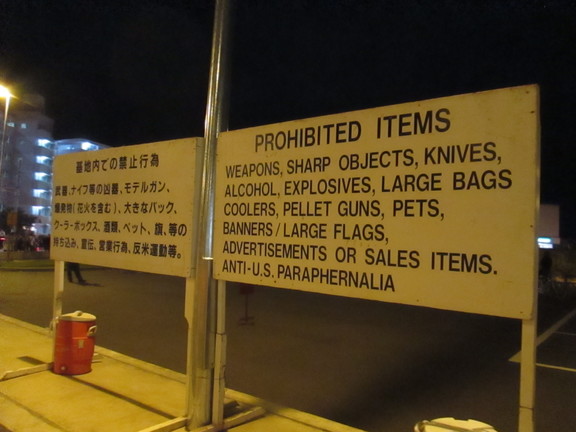 基地内での禁止行為
武器、ナイフ等の凶器、モデルガン、
爆発物(花火を含む)、大きなバック、
クーラーボックス、酒類、ペット、旗、等の
持ち込み、宣伝、営業行為、反米運動等。
PROHIBITED ITEMS
WEAPONS, SHARP OBJECTS, KNIVES,
ALCOHOL, EXPLOSIVES, LARGE BAGS
COOLERS, PELLET GUNS, PETS,
BANNERS / LARGE FLAGS,
ADVERTISEMENTS OR SALES ITEMS.
ANTI-U.S. PARAPHERNALIA